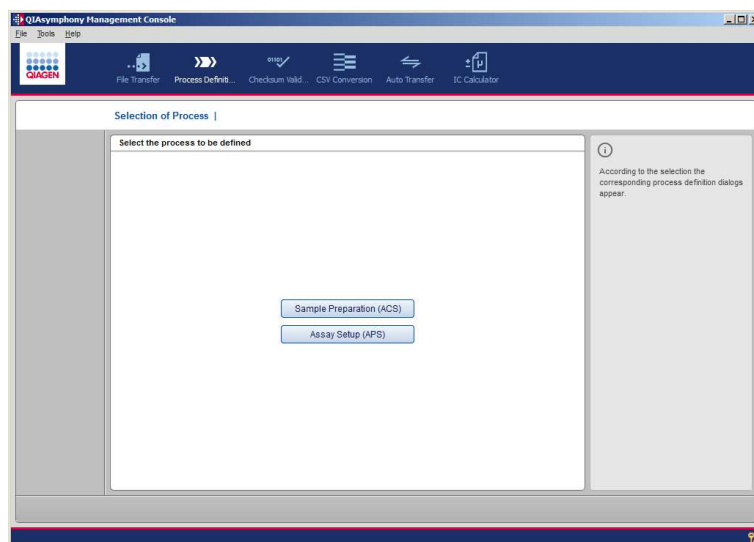 QIAsymphony Management Console
File Tools Help
QIAGEN
File Transfer Process Definiti... Checksum Valid... CSV Conversion Auto Transfer IC Calculator
Selection of Process |
Select the process to be defined
According to the selection the
corresponding process definition dialogs
appear.
Sample Preparation (ACS)
Assay Setup (APS)